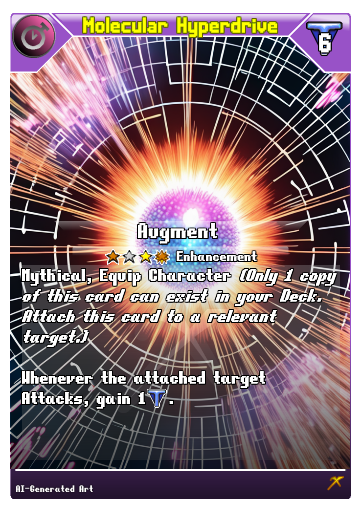 Molecular Hyperdrive
6
Augment
Enhancement
Mythical, Equip Character (Only 1 copy
of this card can exist in your Deck.
Attach this card to a relevant
target.)
Whenever the attached target
Attacks, gain 1.
AI-Generated Art